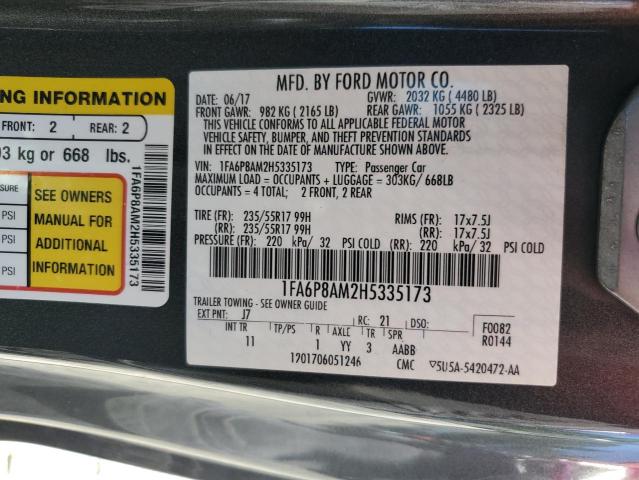 NG INFORMATION
FRONT: 2 REAR: 2
03 kg or 668 lbs.
SSURE
PSI
PSI
PSI
SEE OWNERS
MANUAL FOR
ADDITIONAL
INFORMATION
1FA6P8AM2H5335173
MFD. BY FORD MOTOR CO.
DATE: 06/17 GVWR: 2032 KG ( 4480 LB)
FRONT GAWR: 982 KG ( 2165 LB) REAR GAWR: 1055 KG ( 2325 LB)
THIS VEHICLE CONFORMS TO ALL APPLICABLE FEDERAL MOTOR
VEHICLE SAFETY, BUMPER, AND THEFT PREVENTION STANDARDS
IN EFFECT ON THE DATE OF MANUFACTURE SHOWN ABOVE.
VIN: 1FA6P8AM2H5335173 TYPE: Passenger Car
MAXIMUM LOAD = OCCUPANTS + LUGGAGE = 303KG/ 668LB
OCCUPANTS = 4 TOTAL; 2 FRONT, 2 REAR
TIRE (FR): 235/55R17 99H RIMS (FR): 17x7.5J
(RR): 235/55R17 99H (RR): 17x7.5J
PRESSURE (FR): 220 kPa/ 32 PSI COLD (RR): 220 kPa/ 32 PSI COLD
1FA6P8AM2H5335173
TRAILER TOWING - SEE OWNER GUIDE
EXT PNT: J7 RC: 21 DSO: F0082
INT TR TP/PS R AXLE TR SPR R0144
11 1 YY 3 AABB
1201706051246 CMC ▽5U5A-5420472-AA